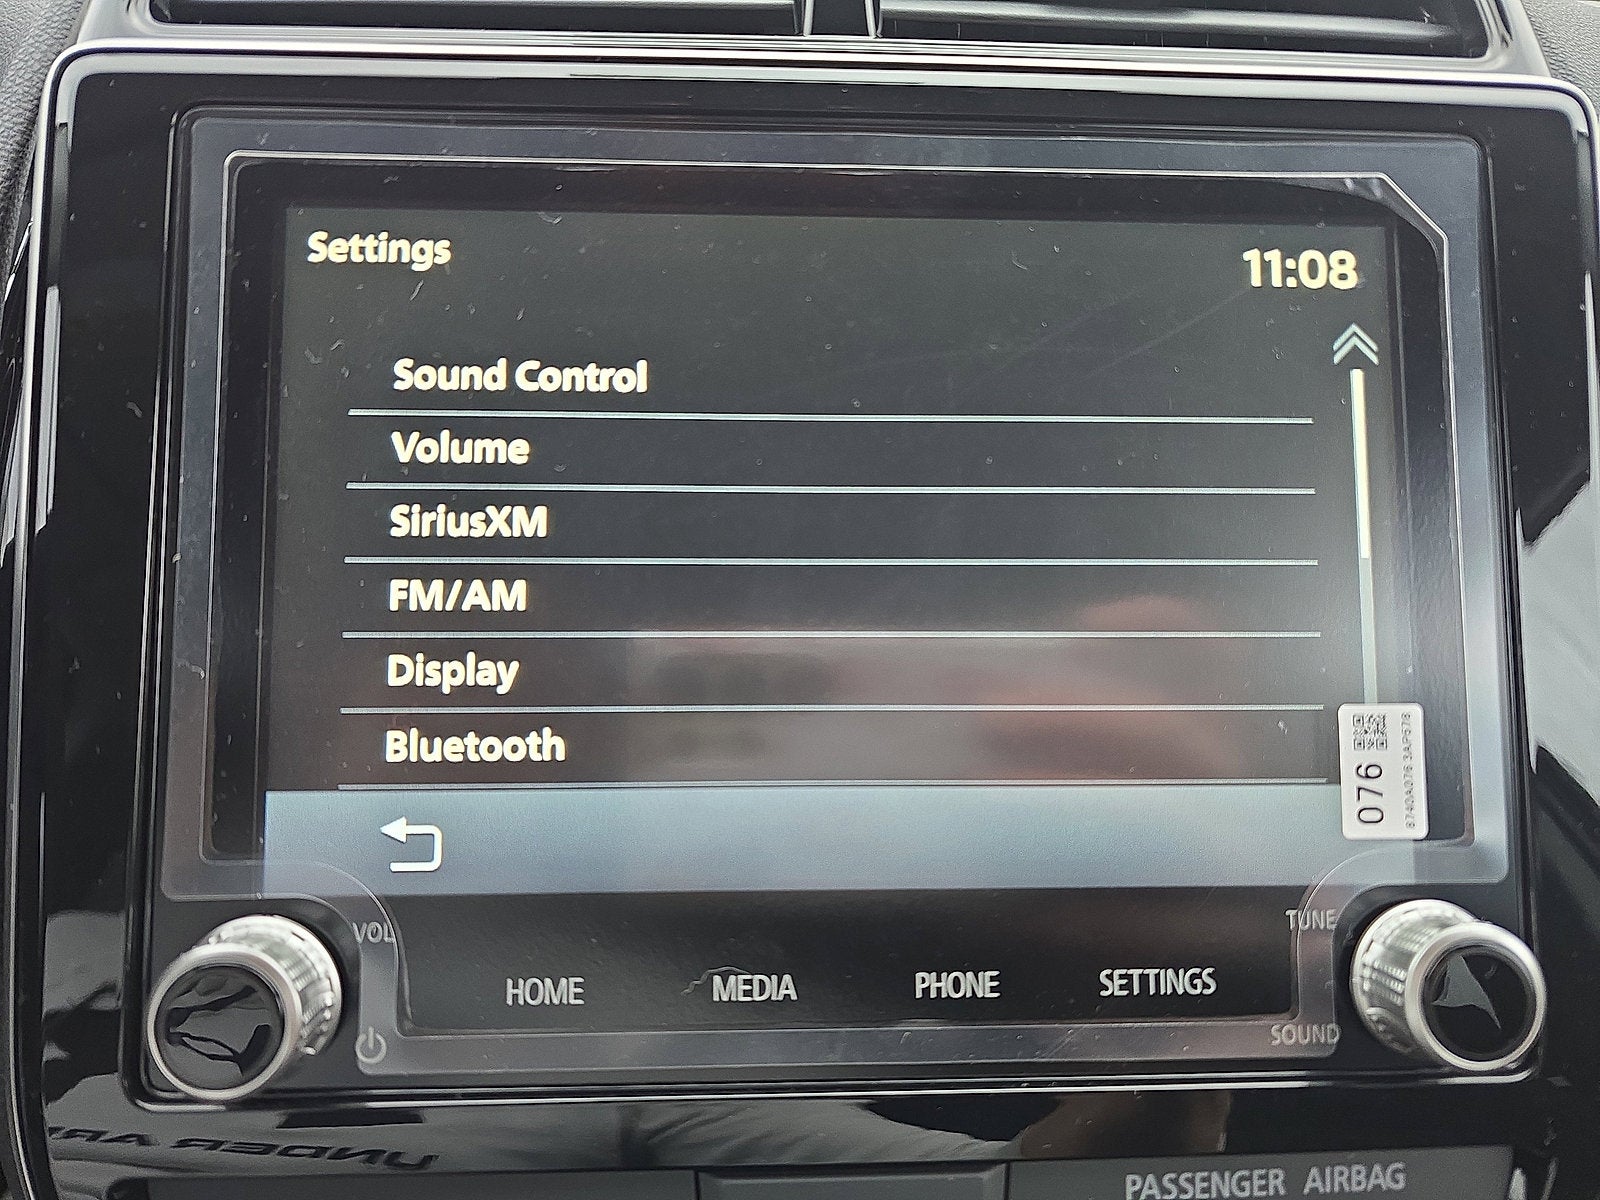 Settings
11:08
Sound Control
Volume
SiriusXM
FM/AM
Display
Bluetooth
076
VOL
TUNE
HOME
MEDIA
PHONE
SETTINGS
SOUND
UNDER
PASSENGER AIRBAG